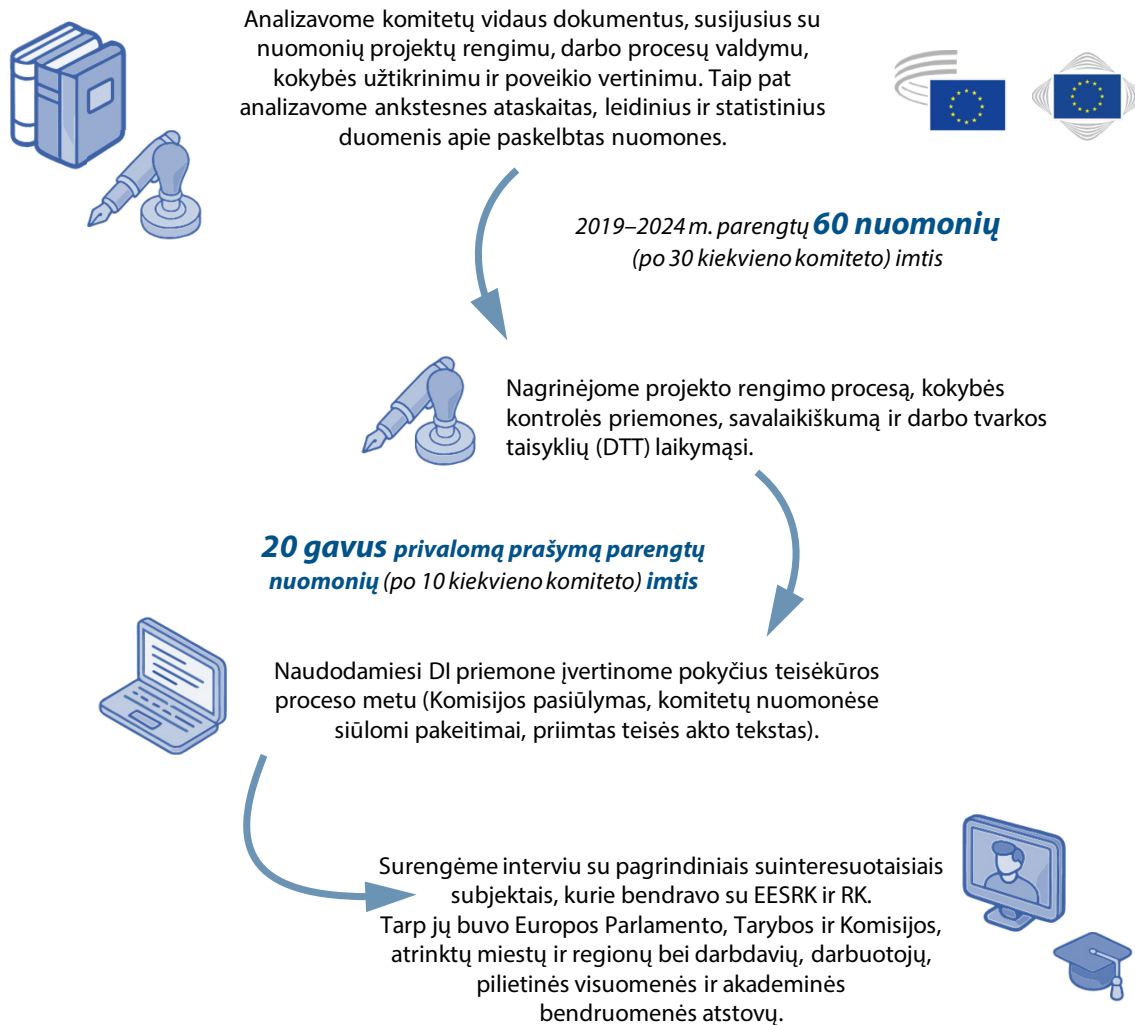 Analizavome komitetų vidaus dokumentus, susijusius su
nuomonių projektų rengimu, darbo procesų valdymu,
kokybės užtikrinimu ir poveikio vertinimu. Taip pat
analizavome ankstesnes ataskaitas, leidinius ir statistinius
duomenis apie paskelbtas nuomones.
2019–2024 m. parengtų 60 nuomonių
(po 30 kiekvieno komiteto) imtis
Nagrinėjome projekto rengimo procesą, kokybės
kontrolės priemones, savalaikiškumą ir darbo tvarkos
taisyklių (DTT) laikymąsi.
20 gavus privalomą prašymą parengtų
nuomonių (po 10 kiekvieno komiteto) imtis
Naudodamiesi DI priemone įvertinome pokyčius teisėkūros
proceso metu (Komisijos pasiūlymas, komitetų nuomonėse
siūlomi pakeitimai, priimtas teisės akto tekstas).
Surengėme interviu su pagrindiniais suinteresuotaisiais
subjektais, kurie bendravo su EESRK ir RK.
Tarp jų buvo Europos Parlamento, Tarybos ir Komisijos,
atrinktų miestų ir regionų bei darbdavių, darbuotojų,
pilietinės visuomenės ir akademinės
bendruomenės atstovų.